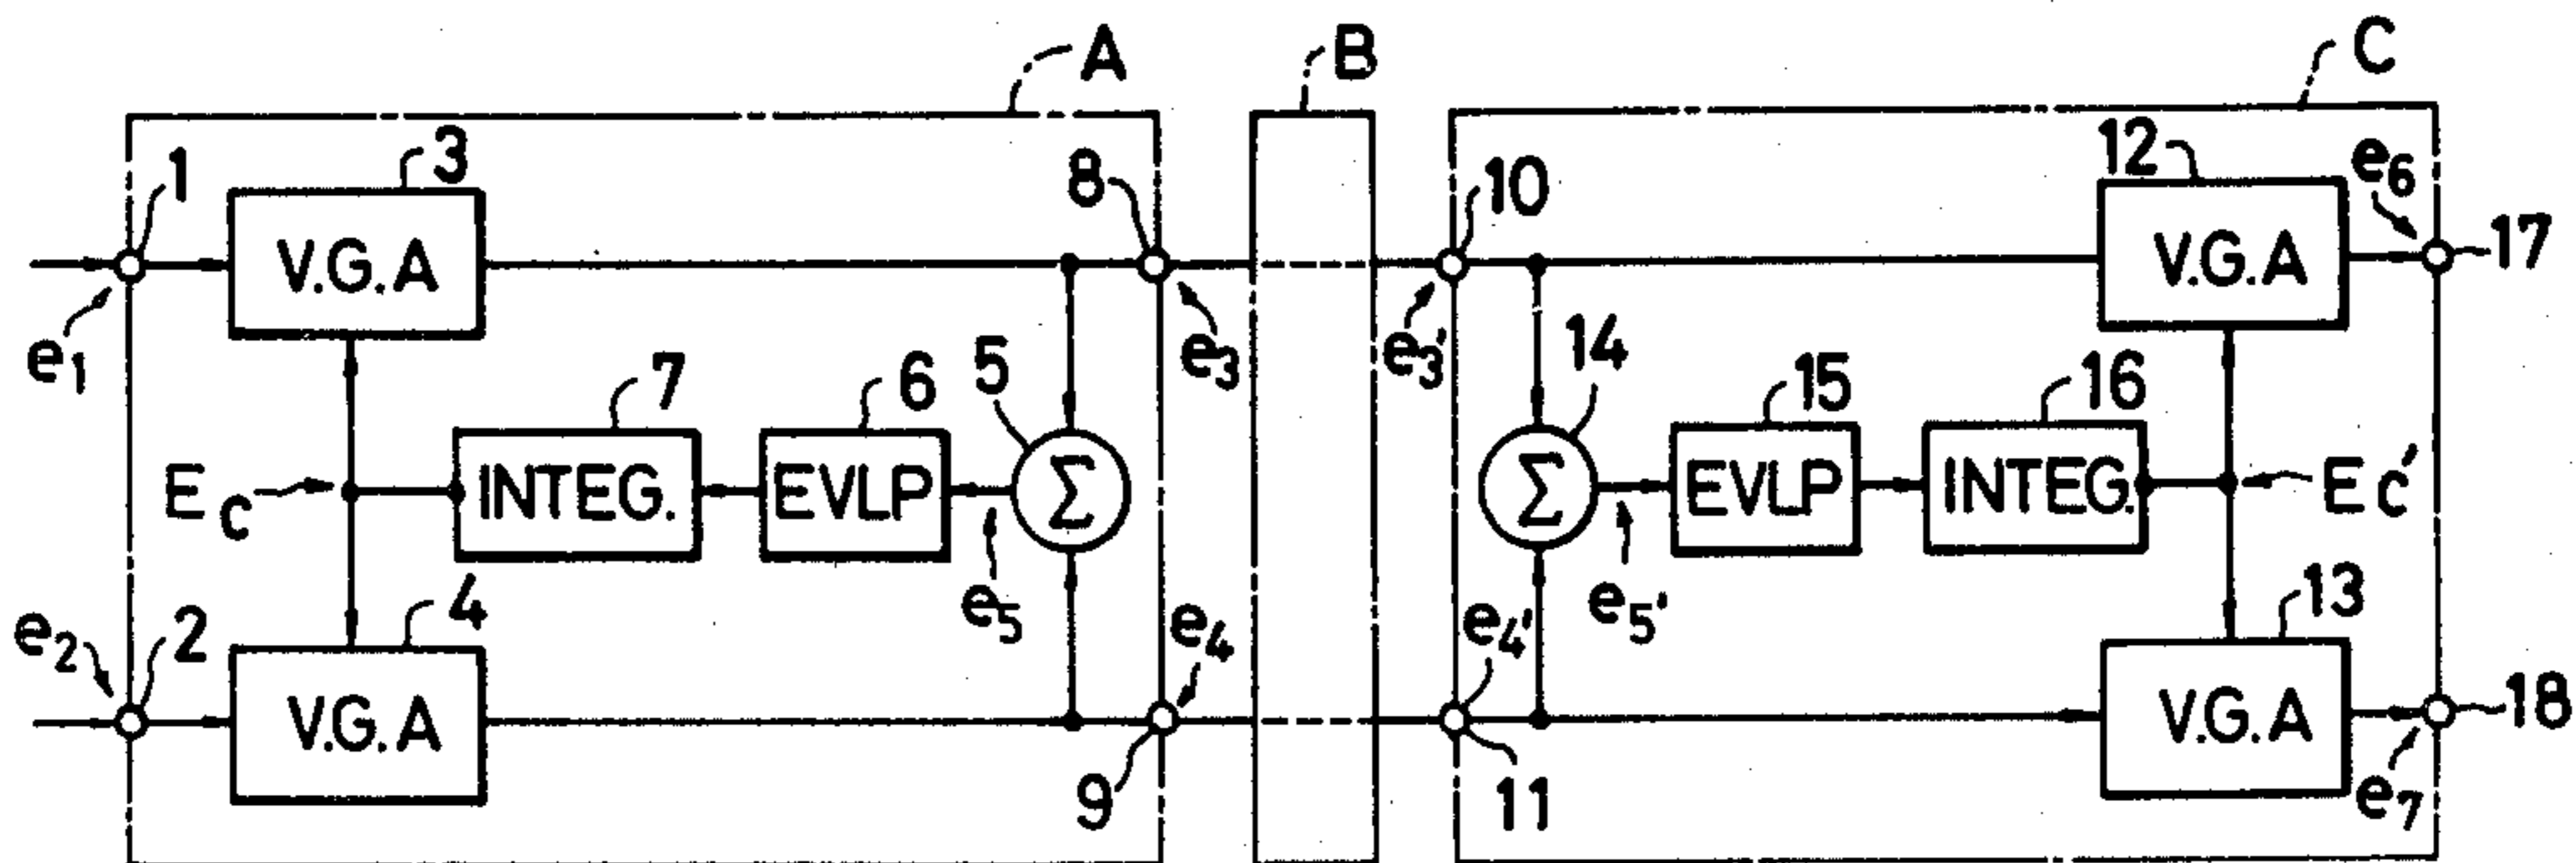 A
B
C
1
3
8
10
12
e6
17
V.G.A
V.G.A
e1
e3
e3'
5
14
7
6
15
16
Ec
INTEG.
EVLP
Σ
Σ
EVLP
INTEG.
Ec'
e2
2
4
e5
e4
e4'
e5'
13
V.G.A
V.G.A
18
9
11
e7